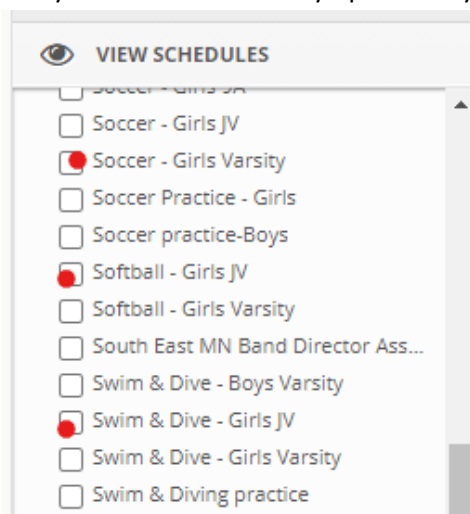 VIEW SCHEDULES
Soccer - Girls JV
Soccer - Girls Varsity
Soccer Practice - Girls
Soccer practice-Boys
Softball - Girls JV
Softball - Girls Varsity
South East MN Band Director Ass...
Swim & Dive - Boys Varsity
Swim & Dive - Girls JV
Swim & Dive - Girls Varsity
Swim & Diving practice